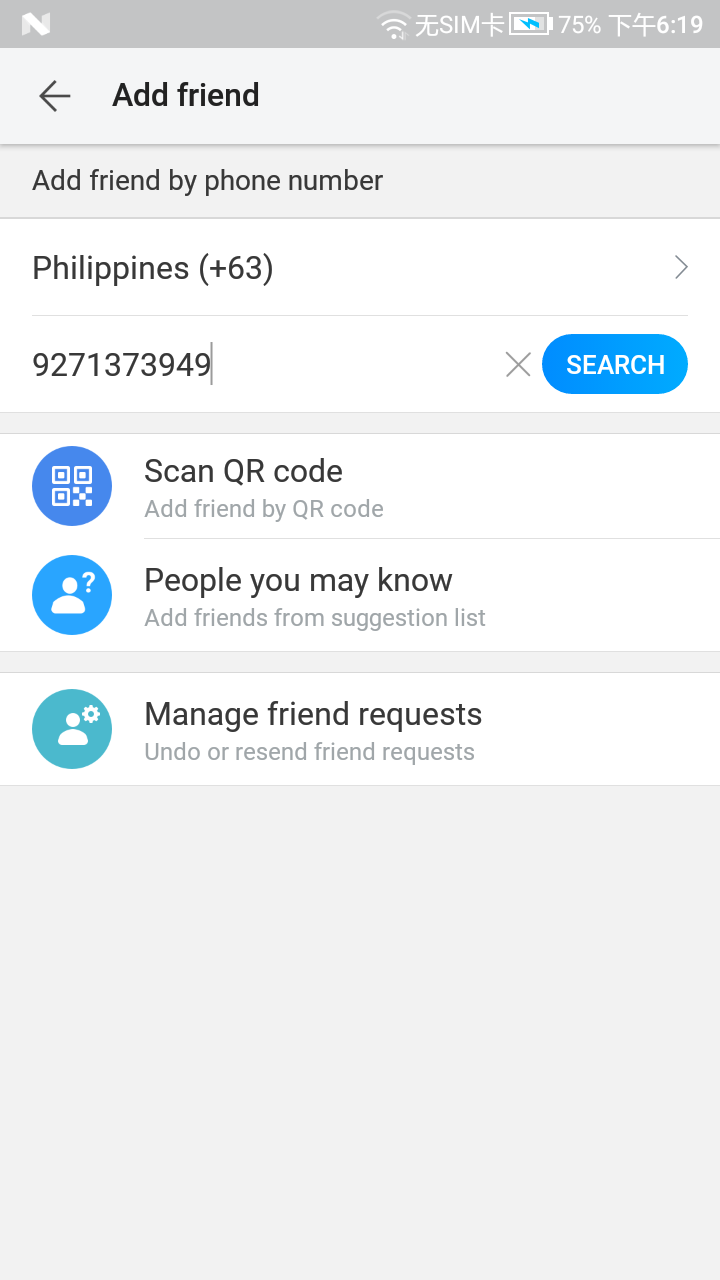 无SIM卡 75% 下午6:19
Add friend
Add friend by phone number
Philippines (+63)
9271373949
SEARCH
Scan QR code
Add friend by QR code
People you may know
Add friends from suggestion list
Manage friend requests
Undo or resend friend requests